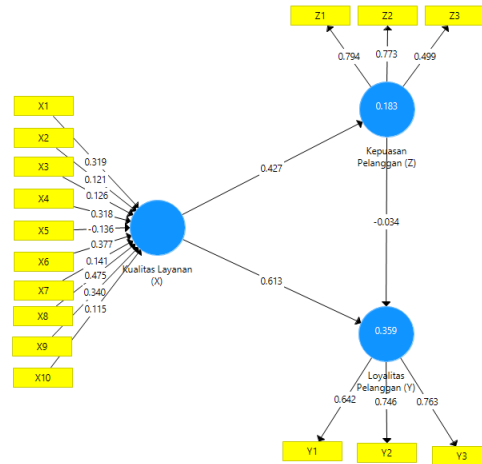 Z1
Z2
Z3
0.794
0.773
0.499
0.183
Kepuasan
Pelanggan (Z)
X1
X2
X3
X4
X5
X6
X7
X8
X9
X10
0.319
0.121
0.126
0.318
-0.136
0.377
0.141
0.475
0.340
0.115
Kualitas Layanan
(X)
0.427
0.613
-0.034
0.359
Loyalitas
Pelanggan (Y)
0.642
0.746
0.763
Y1
Y2
Y3